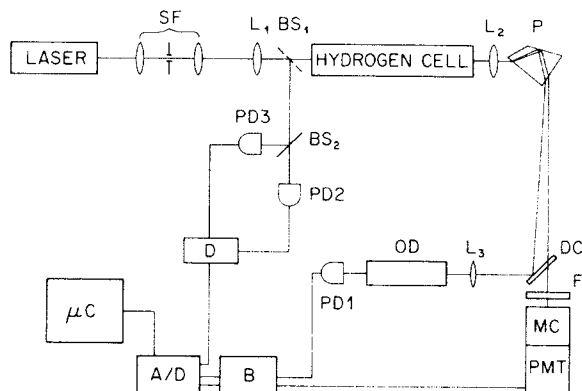 SF
L1 BS1
L2
P
LASER
HYDROGEN CELL
PD3
BS2
PD2
D
OD
L3
DC
F
PD1
μC
MC
A/D
B
PMT